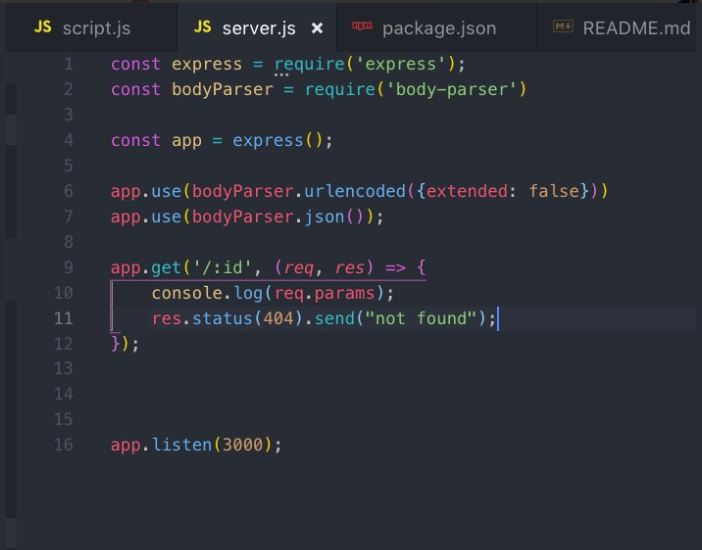 JS script.js JS server.js × npm package.json M↓ README.md
1 const express = require('express');
2 const bodyParser = require('body-parser')
3
4 const app = express();
5
6 app.use(bodyParser.urlencoded({extended: false}))
7 app.use(bodyParser.json());
8
9 app.get('/:id', (req, res) => {
10     console.log(req.params);
11     res.status(404).send("not found");
12 });
13
14
15
16 app.listen(3000);